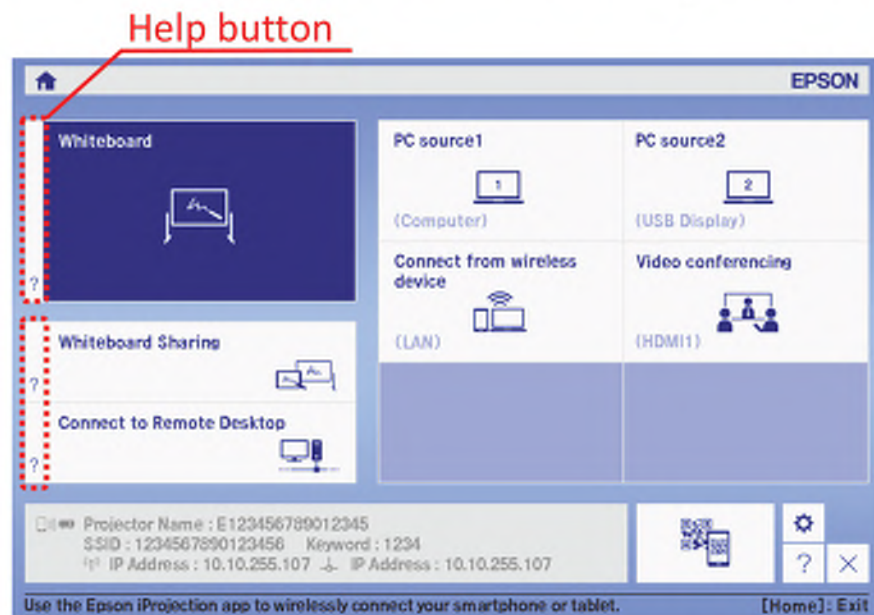 Help button
EPSON
Whiteboard
?
PC source1
1
(Computer)
PC source2
2
(USB Display)
Connect from wireless
device
(LAN)
Video conferencing
(HDMI1)
Whiteboard Sharing
?
Connect to Remote Desktop
?
Projector Name : E123456789012345
SSID : 1234567890123456 Keyword : 1234
IP Address : 10.10.255.107 IP Address : 10.10.255.107
?
Use the Epson iProjection app to wirelessly connect your smartphone or tablet.
[Home]: Exit